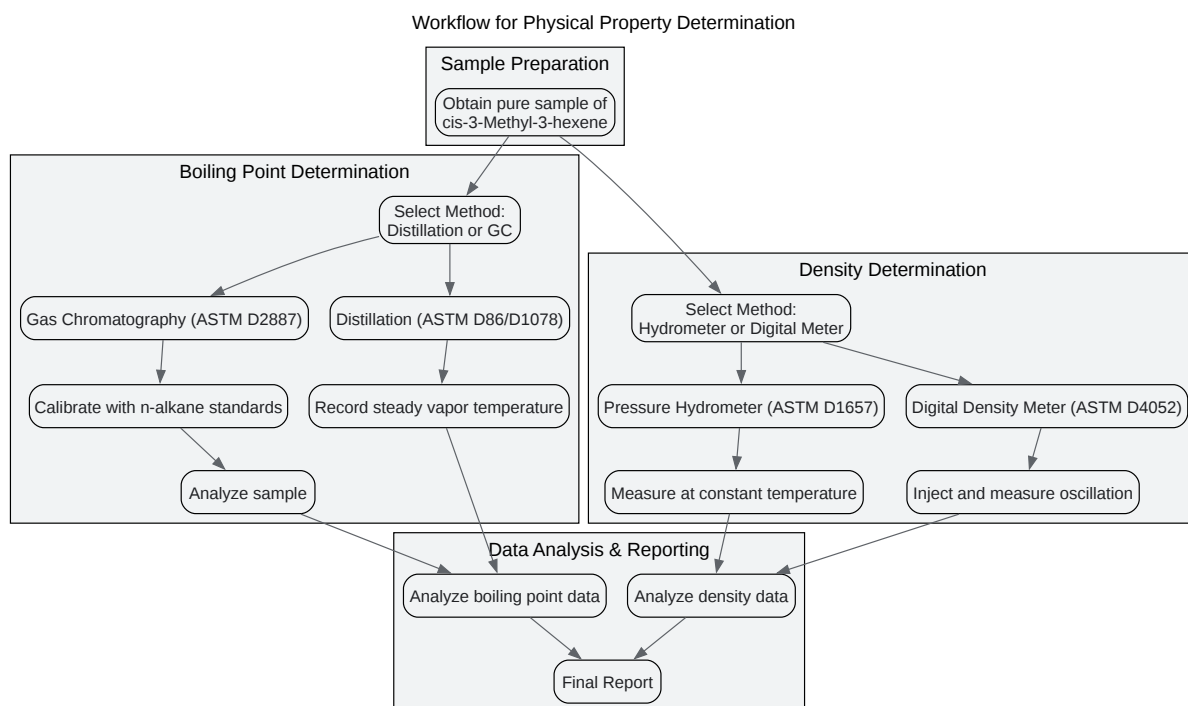 Workflow for Physical Property Determination
Sample Preparation
Obtain pure sample of
cis-3-Methyl-3-hexene
Boiling Point Determination
Select Method:
Distillation or GC
Gas Chromatography (ASTM D2887)
Distillation (ASTM D86/D1078)
Calibrate with n-alkane standards
Record steady vapor temperature
Analyze sample
Density Determination
Select Method:
Hydrometer or Digital Meter
Pressure Hydrometer (ASTM D1657)
Digital Density Meter (ASTM D4052)
Measure at constant temperature
Inject and measure oscillation
Data Analysis & Reporting
Analyze boiling point data
Analyze density data
Final Report